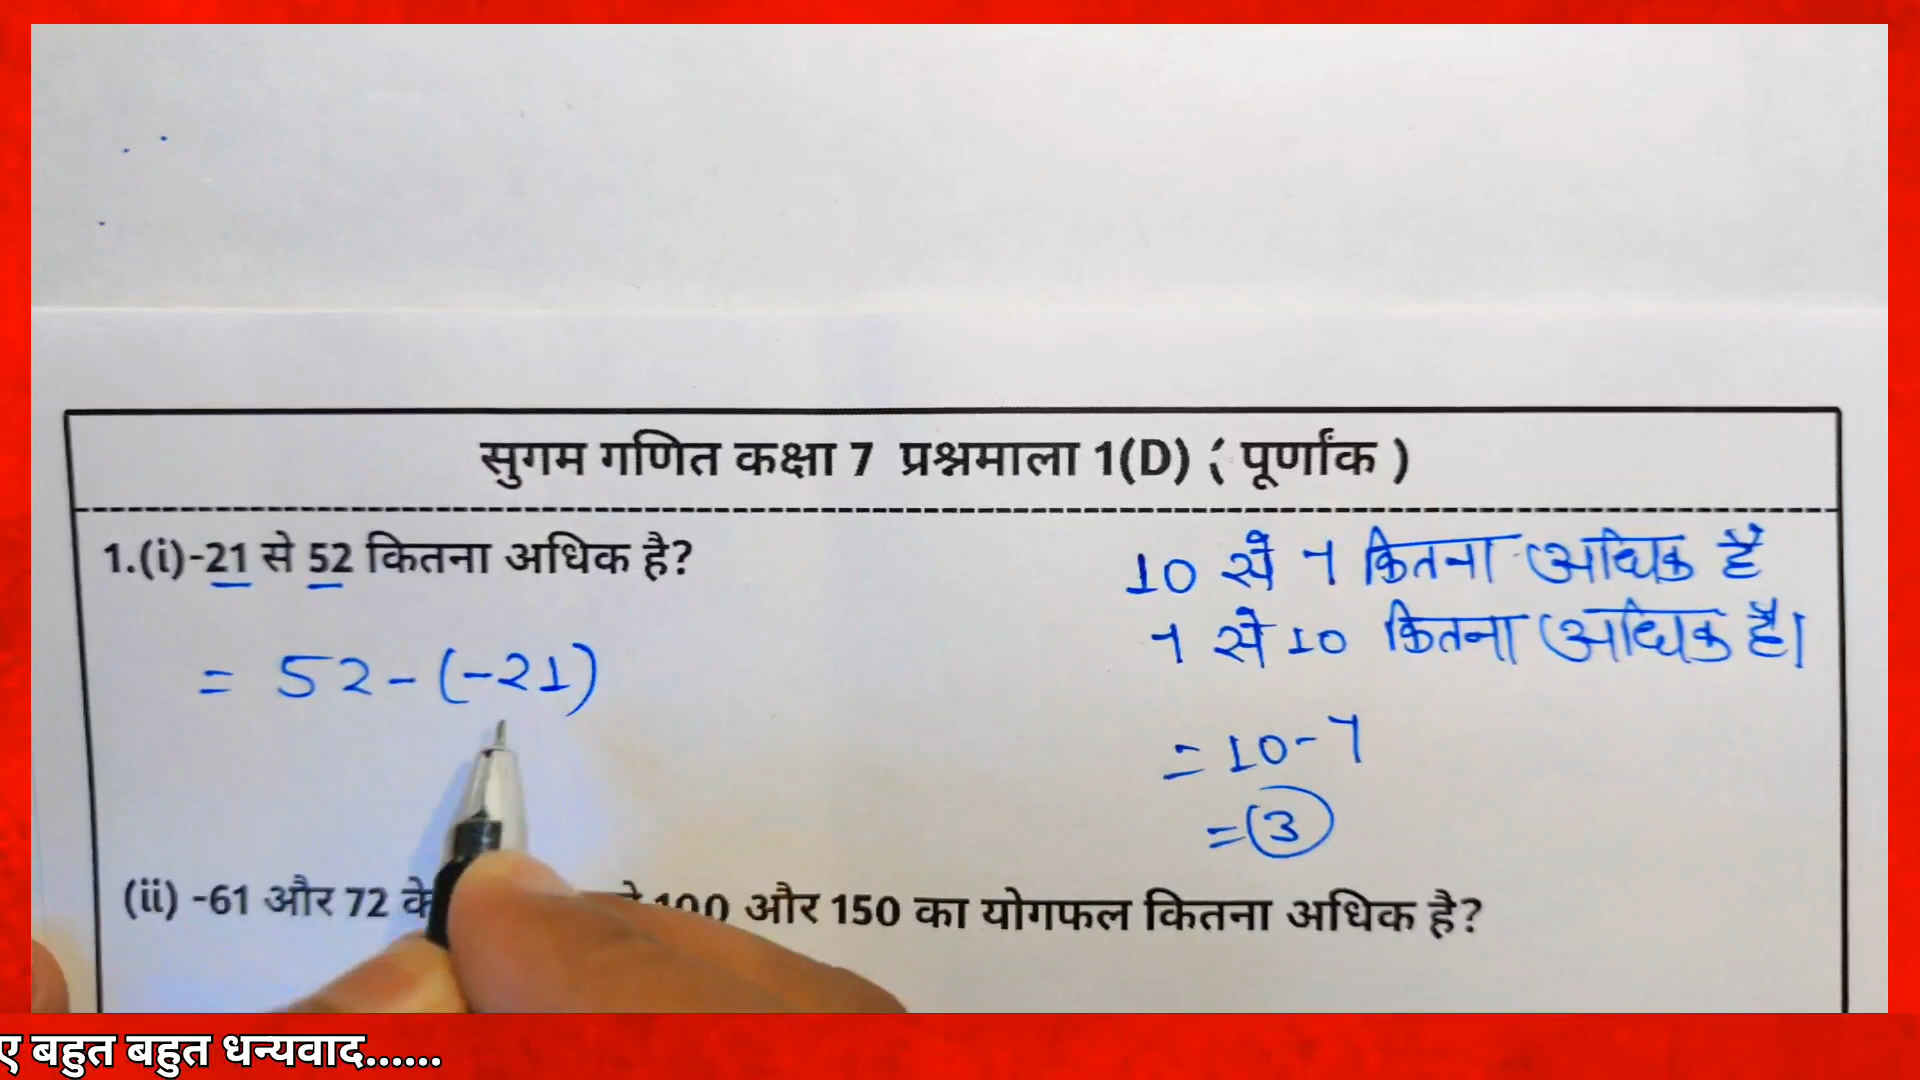 सुगम गणित कक्षा 7 प्रश्नमाला 1(D) ( पूर्णांक )
1.(i)-21 से 52 कितना अधिक है?
= 52-(-21)
10 से 7 कितना अधिक है
7 से 10 कितना अधिक है।
= 10-7
= 3
(ii) -61 और 72 के 100 और 150 का योगफल कितना अधिक है?
ए बहुत बहुत धन्यवाद......